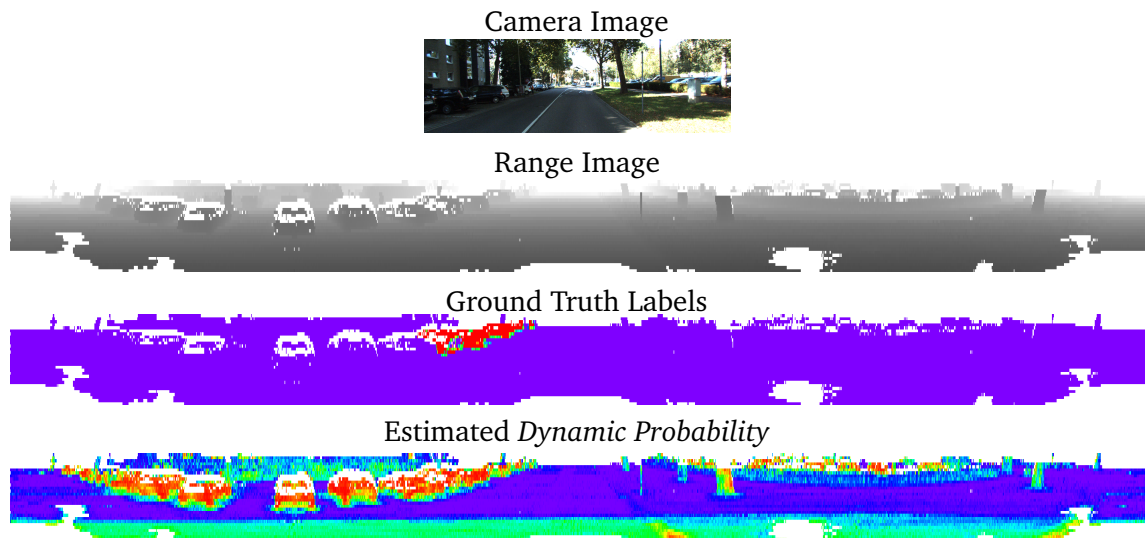 Camera Image
Range Image
Ground Truth Labels
Estimated Dynamic Probability